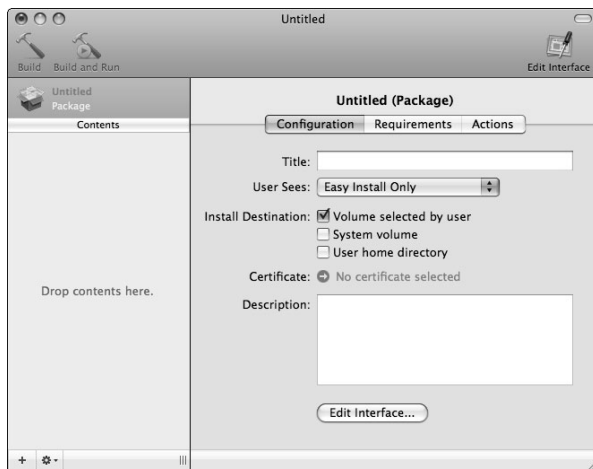 Untitled
Build
Build and Run
Edit Interface
Untitled
Package
Contents
Drop contents here.
Untitled (Package)
Configuration Requirements Actions
Title:
User Sees: Easy Install Only
Install Destination: Volume selected by user
System volume
User home directory
Certificate: No certificate selected
Description:
Edit Interface...